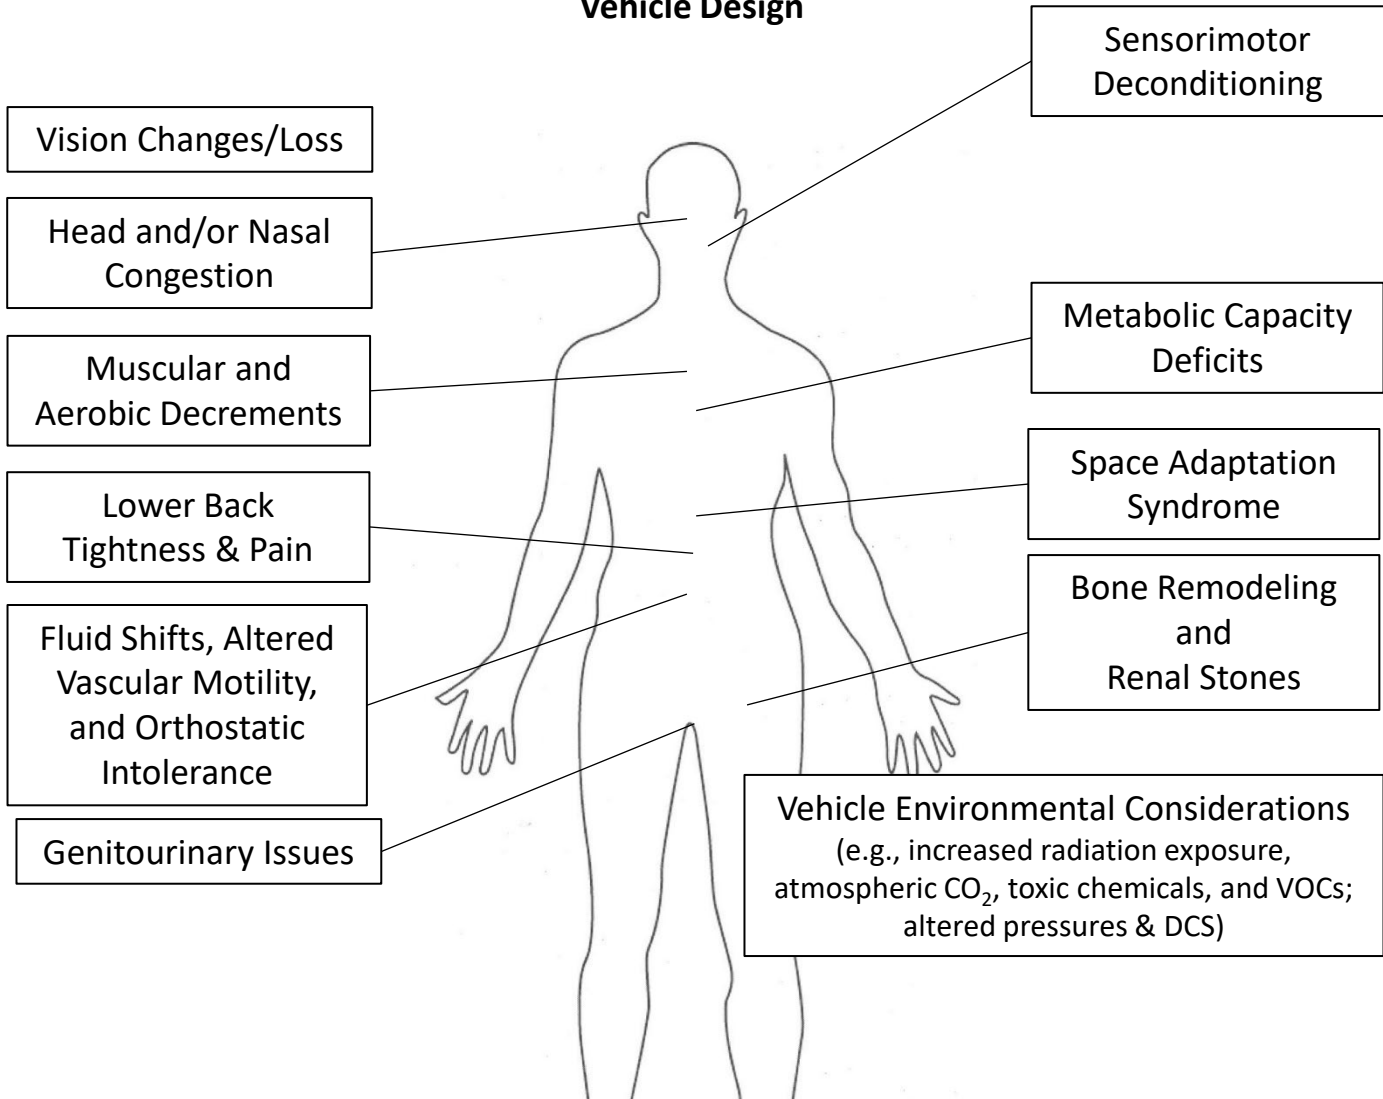 Vehicle Design
Sensorimotor
Deconditioning
Vision Changes/Loss
Head and/or Nasal
Congestion
Metabolic Capacity
Deficits
Muscular and
Aerobic Decrements
Space Adaptation
Syndrome
Lower Back
Tightness & Pain
Bone Remodeling
and
Renal Stones
Fluid Shifts, Altered
Vascular Motility,
and Orthostatic
Intolerance
Genitourinary Issues
Vehicle Environmental Considerations
(e.g., increased radiation exposure,
atmospheric CO₂, toxic chemicals, and VOCs;
altered pressures & DCS)